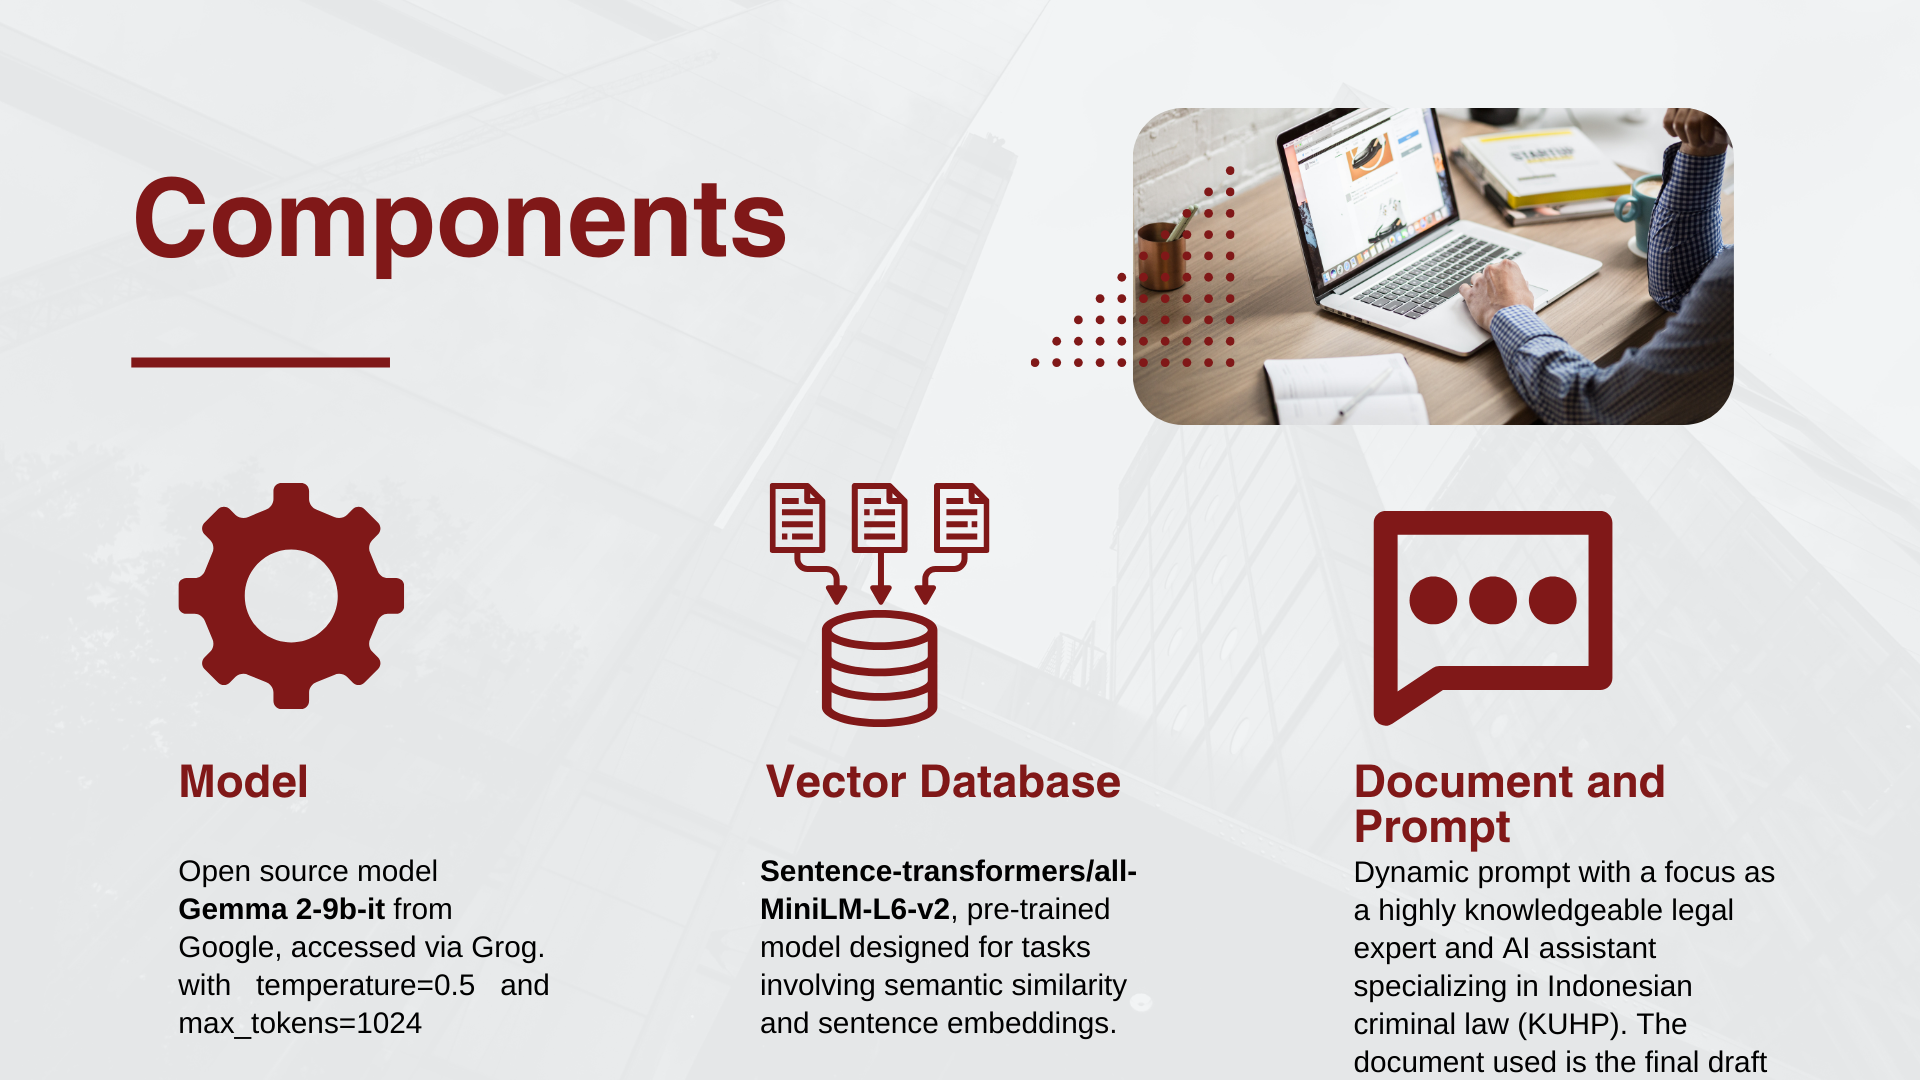 Components
STARTUP
Model
Vector Database
Document and
Prompt
Open source model
Gemma 2-9b-it from
Google, accessed via Grog.
with temperature=0.5 and
max_tokens=1024
Sentence-transformers/all-
MiniLM-L6-v2, pre-trained
model designed for tasks
involving semantic similarity
and sentence embeddings.
Dynamic prompt with a focus as
a highly knowledgeable legal
expert and AI assistant
specializing in Indonesian
criminal law (KUHP). The
document used is the final draft